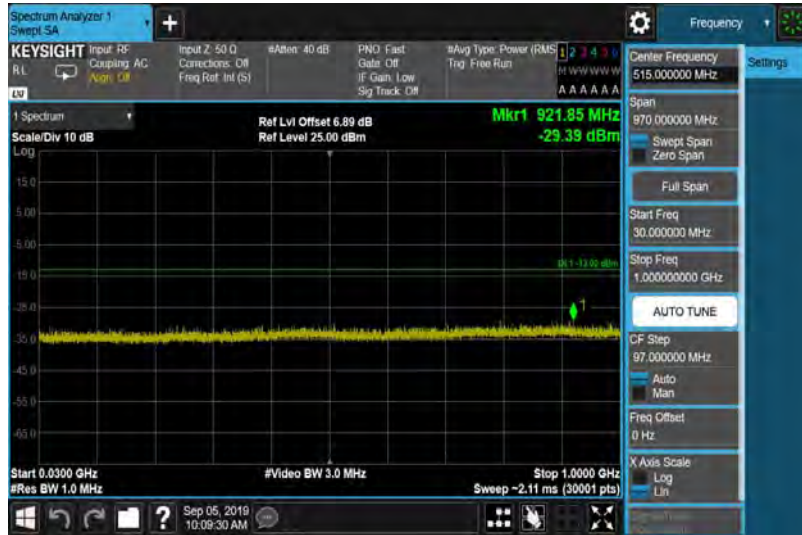 Spectrum Analyzer 1
Swept SA
Frequency
KEYSIGHT
RL
LXI
Input: RF
Coupling: AC
Align: Off
Input Z: 50 Ω
Corrections: Off
Freq Ref: Int (S)
#Atten: 40 dB
PNO: Fast
Gate: Off
IF Gain: Low
Sig Track: Off
#Avg Type: Power (RMS
Trig: Free Run
1 2 3 4 5 6
M W W W W W
A A A A A A
1 Spectrum
Scale/Div 10 dB
Log
Ref Lvl Offset 6.89 dB
Ref Level 25.00 dBm
Mkr1 921.85 MHz
-29.39 dBm
15.0
5.00
-5.00
-15.0
-25.0
-35.0
-45.0
-55.0
-65.0
DL1 -13.00 dBm
1
Start 0.0300 GHz
#Res BW 1.0 MHz
#Video BW 3.0 MHz
Stop 1.0000 GHz
Sweep ~2.11 ms (30001 pts)
Sep 05, 2019
10:09:30 AM
Center Frequency
515.000000 MHz
Settings
Span
970.000000 MHz
Swept Span
Zero Span
Full Span
Start Freq
30.000000 MHz
Stop Freq
1.000000000 GHz
AUTO TUNE
CF Step
97.000000 MHz
Auto
Man
Freq Offset
0 Hz
X Axis Scale
Log
Lin